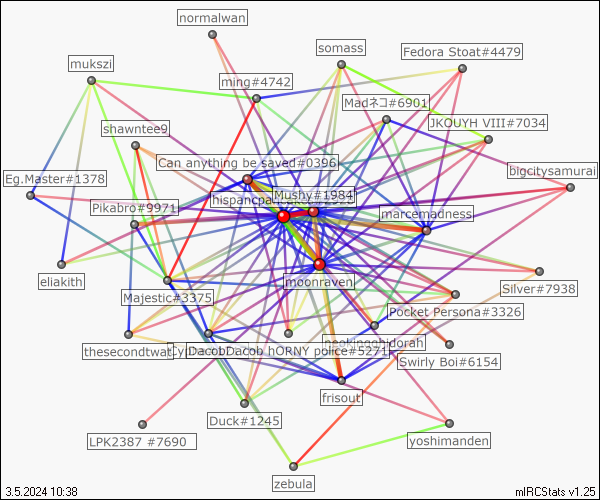 normalwan
somass
Fedora Stoat#4479
mukszi
ming#4742
Madネコ#6901
JKOUYH VIII#7034
shawntee9
Can anything be saved#0396
bigcitysamurai
Eg.Master#1378
Mushy#1984
hispancpa
Pikabro#9971
marcemadness
eliakith
moonraven
Silver#7938
Majestic#3375
Pocket Persona#3326
neokingghidorah
thesecondtwat
DacobDacob hORNY police#5271
Swirly Boi#6154
frisout
Duck#1245
LPK2387 #7690
yoshimanden
zebula
3.5.2024 10:38
mIRCStats v1.25